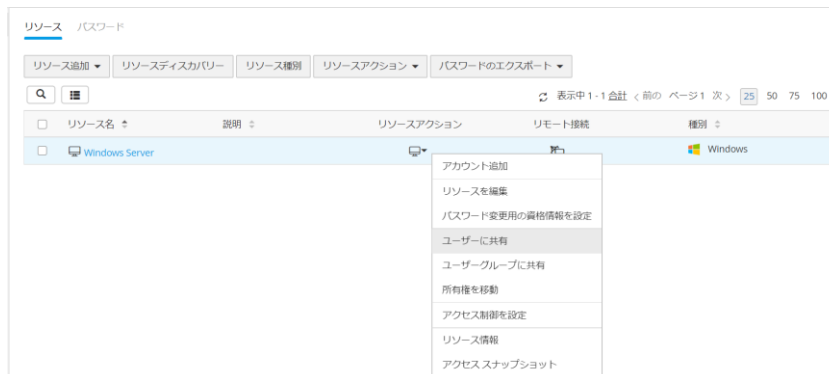 リソース パスワード
リソース追加 リソースディスカバリー リソース種別 リソースアクション パスワードのエクスポート
表示中 1 - 1 合計 前の ページ 1 次 25 50 75 100
リソース名 説明 リソースアクション リモート接続 種別
Windows Server Windows
アカウント追加
リソースを編集
パスワード変更用の資格情報を設定
ユーザーに共有
ユーザーグループに共有
所有権を移動
アクセス制御を設定
リソース情報
アクセス スナップショット